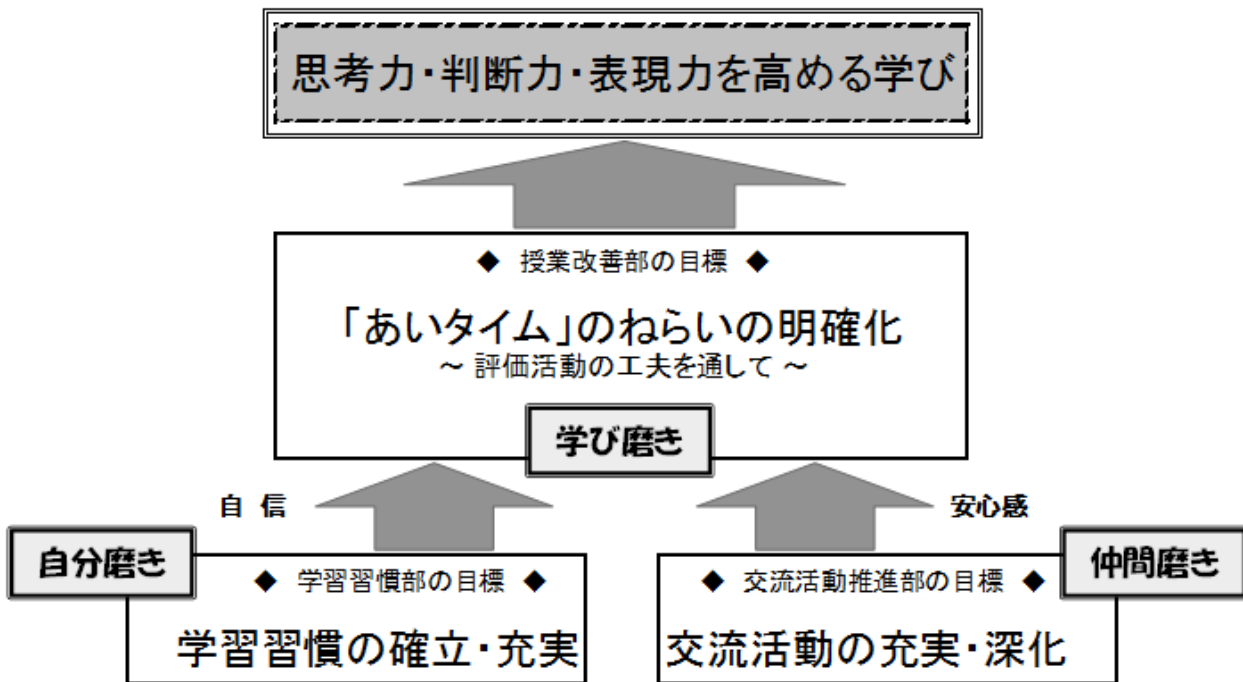 思考力・判断力・表現力を高める学び
◆ 授業改善部の目標 ◆
「あいタイム」のねらいの明確化
～ 評価活動の工夫を通して ～
学び磨き
自 信
安心感
自分磨き
◆ 学習習慣部の目標 ◆
学習習慣の確立・充実
仲間磨き
◆ 交流活動推進部の目標 ◆
交流活動の充実・深化